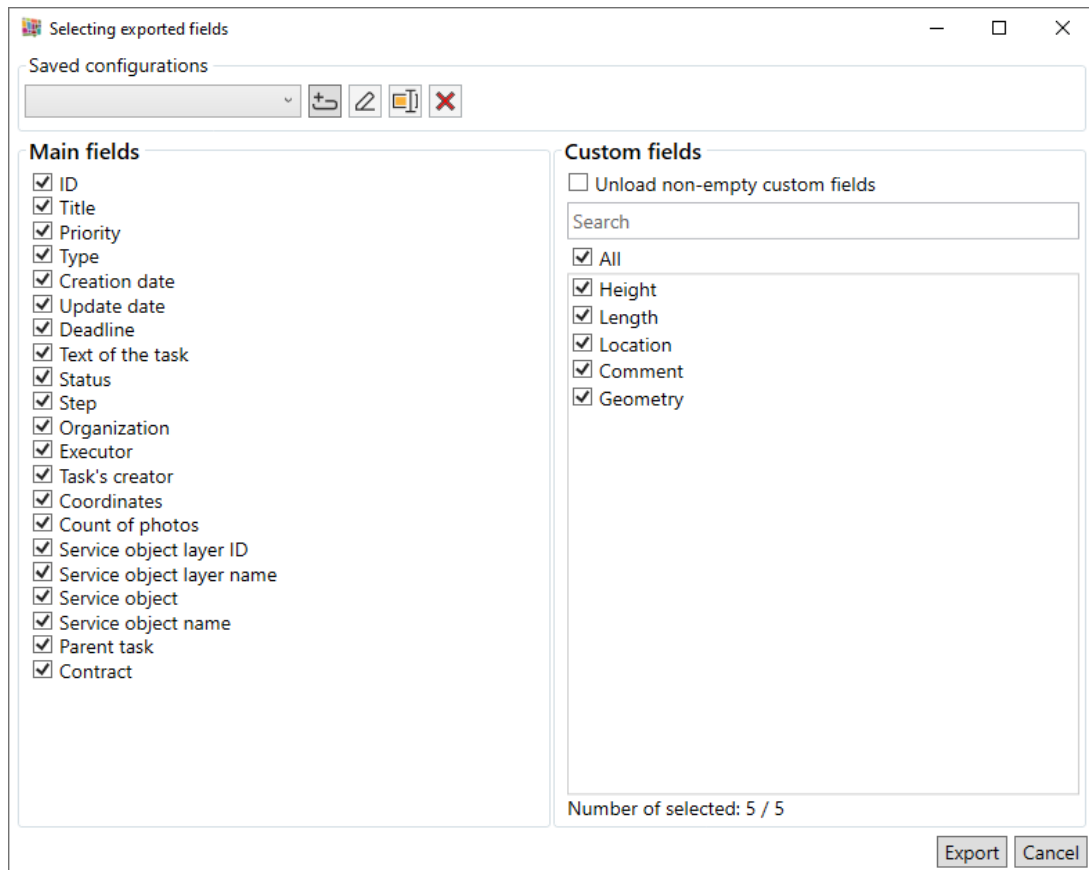 Selecting exported fields
Saved configurations
Main fields
ID
Title
Priority
Type
Creation date
Update date
Deadline
Text of the task
Status
Step
Organization
Executor
Task's creator
Coordinates
Count of photos
Service object layer ID
Service object layer name
Service object
Service object name
Parent task
Contract
Custom fields
Unload non-empty custom fields
Search
All
Height
Length
Location
Comment
Geometry
Number of selected: 5 / 5
Export Cancel